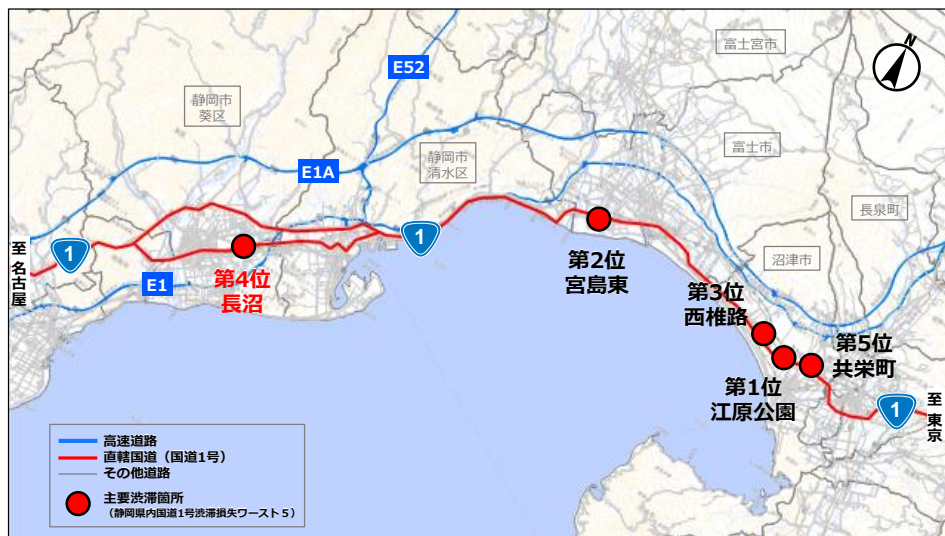 N
富士宮市
E52
静岡市
葵区
静岡市
清水区
富士市
E1A
長泉町
1
至 名古屋
1
第4位
長沼
E1
第2位
宮島東
沼津市
第3位
西椎路
第5位
共栄町
第1位
江原公園
1
至 東京
高速道路
直轄国道（国道1号）
その他道路
主要渋滞箇所
（静岡県内国道1号渋滞損失ワースト５）